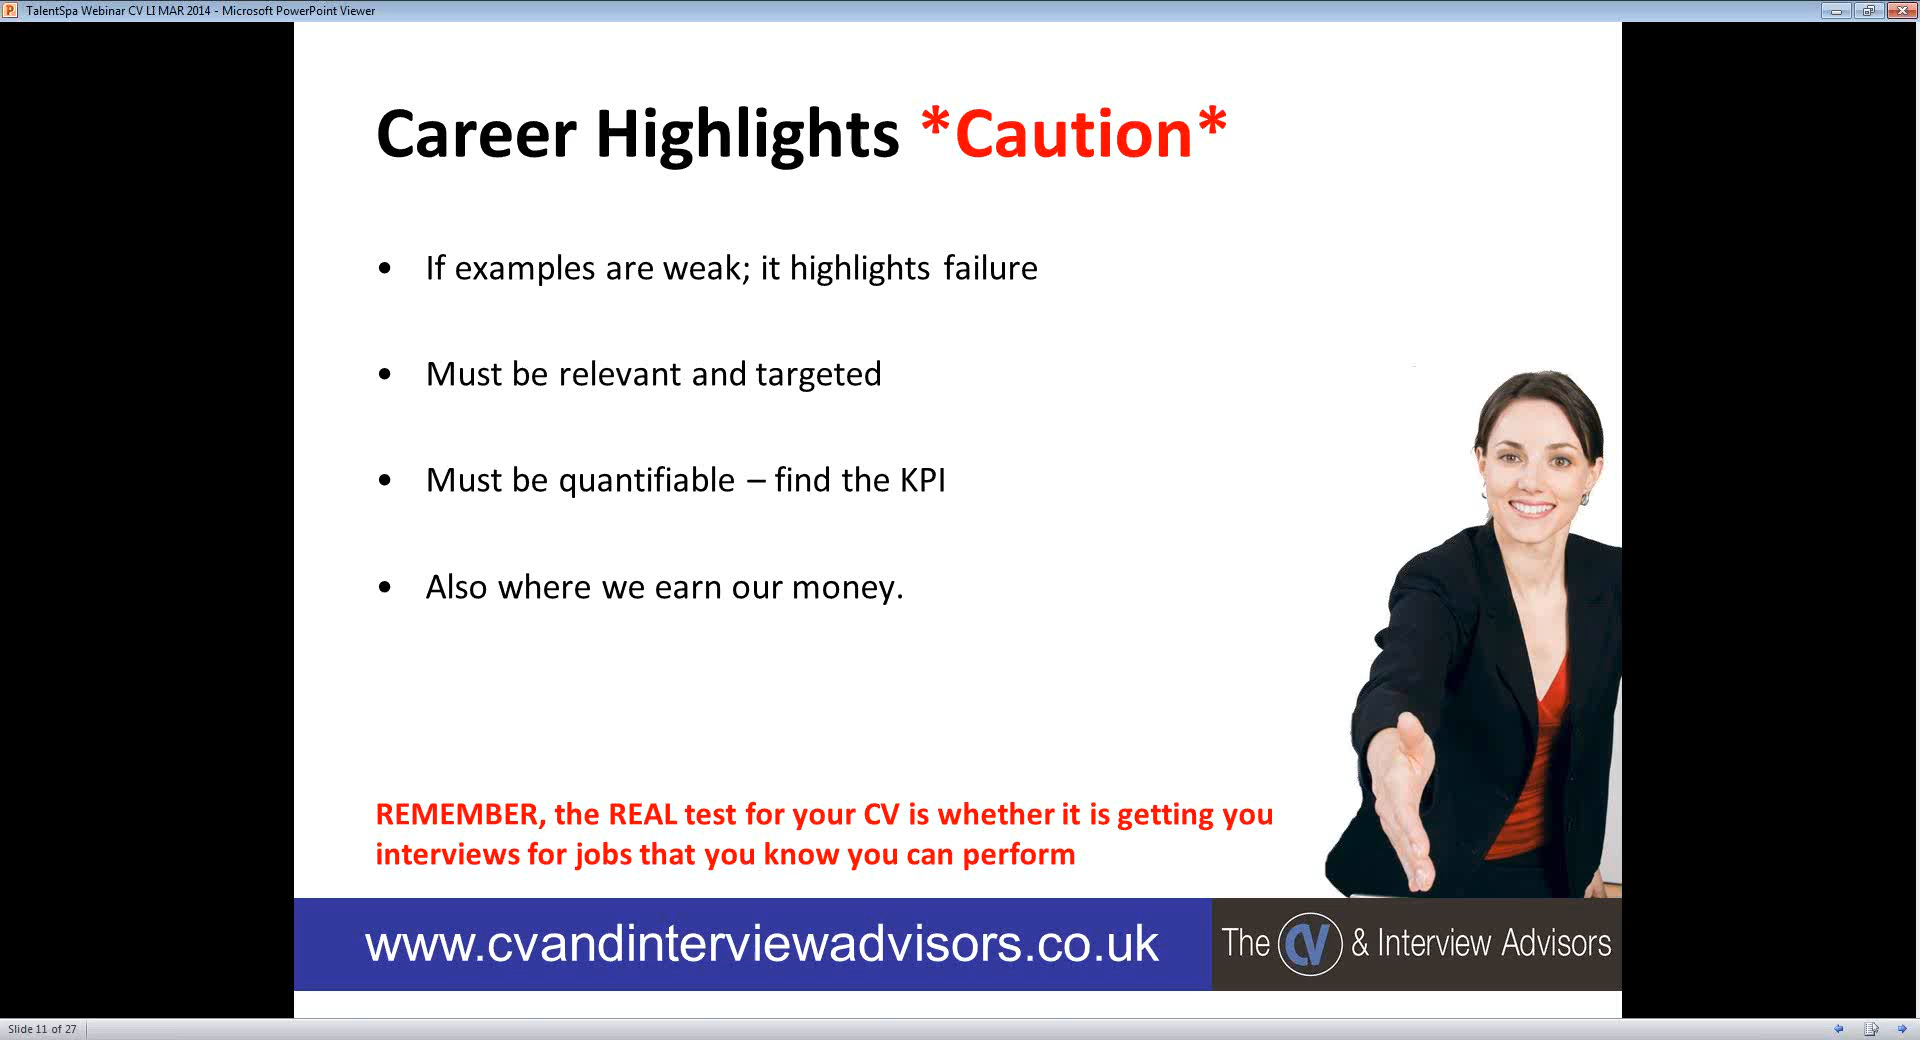 TalentSpa Webinar CV LI MAR 2014 - Microsoft PowerPoint Viewer
Career Highlights *Caution*
• If examples are weak; it highlights failure
• Must be relevant and targeted
• Must be quantifiable – find the KPI
• Also where we earn our money.
REMEMBER, the REAL test for your CV is whether it is getting you
interviews for jobs that you know you can perform
www.cvandinterviewadvisors.co.uk
The CV & Interview Advisors
Slide 11 of 27